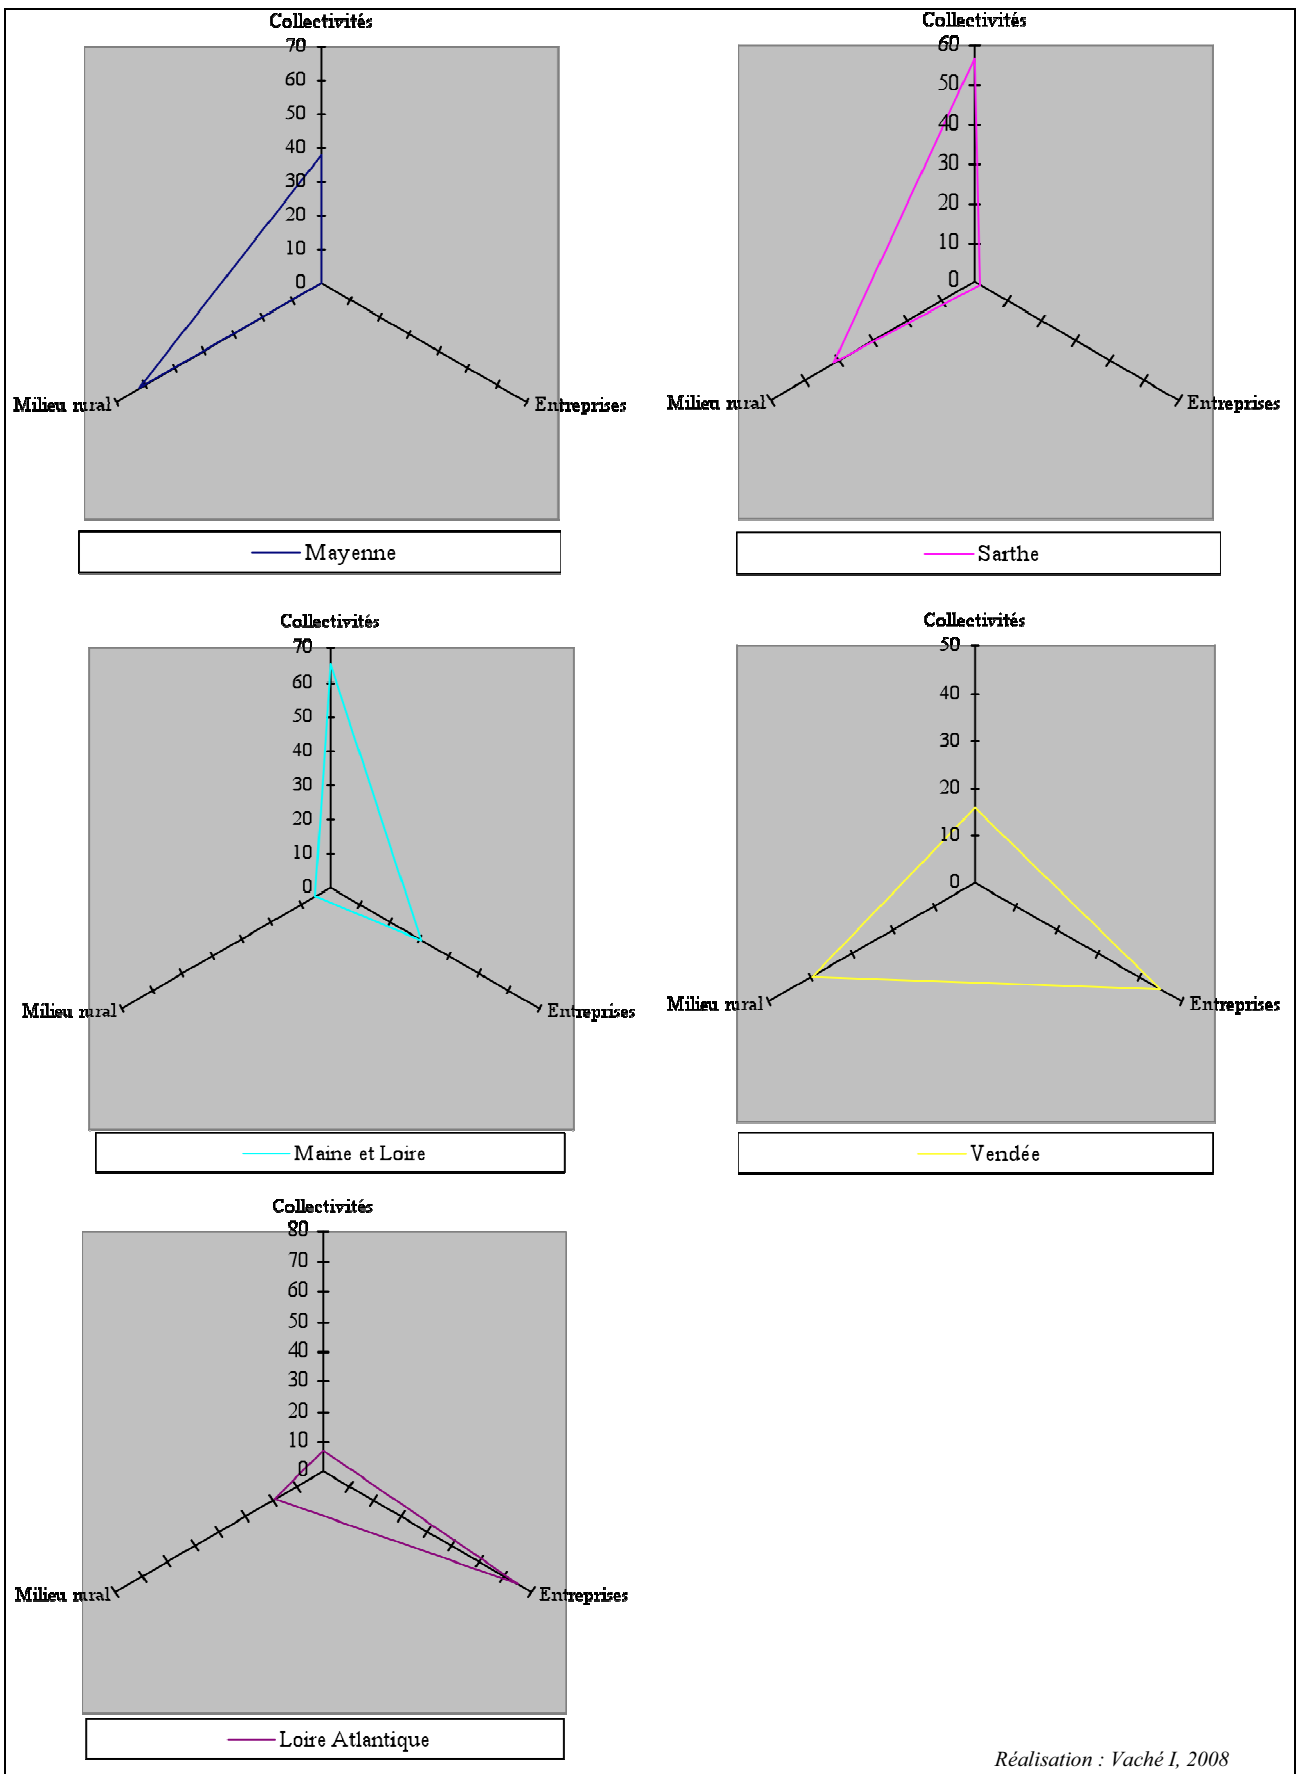 Collectivités
70
60
50
40
30
20
10
0
Milieu rural
Entreprises
Mayenne
Collectivités
60
50
40
30
20
10
0
Milieu rural
Entreprises
Sarthe
Collectivités
70
60
50
40
30
20
10
0
Milieu rural
Entreprises
Maine et Loire
Collectivités
50
40
30
20
10
0
Milieu rural
Entreprises
Vendée
Collectivités
80
70
60
50
40
30
20
10
0
Milieu rural
Entreprises
Loire Atlantique
Réalisation : Vaché I, 2008